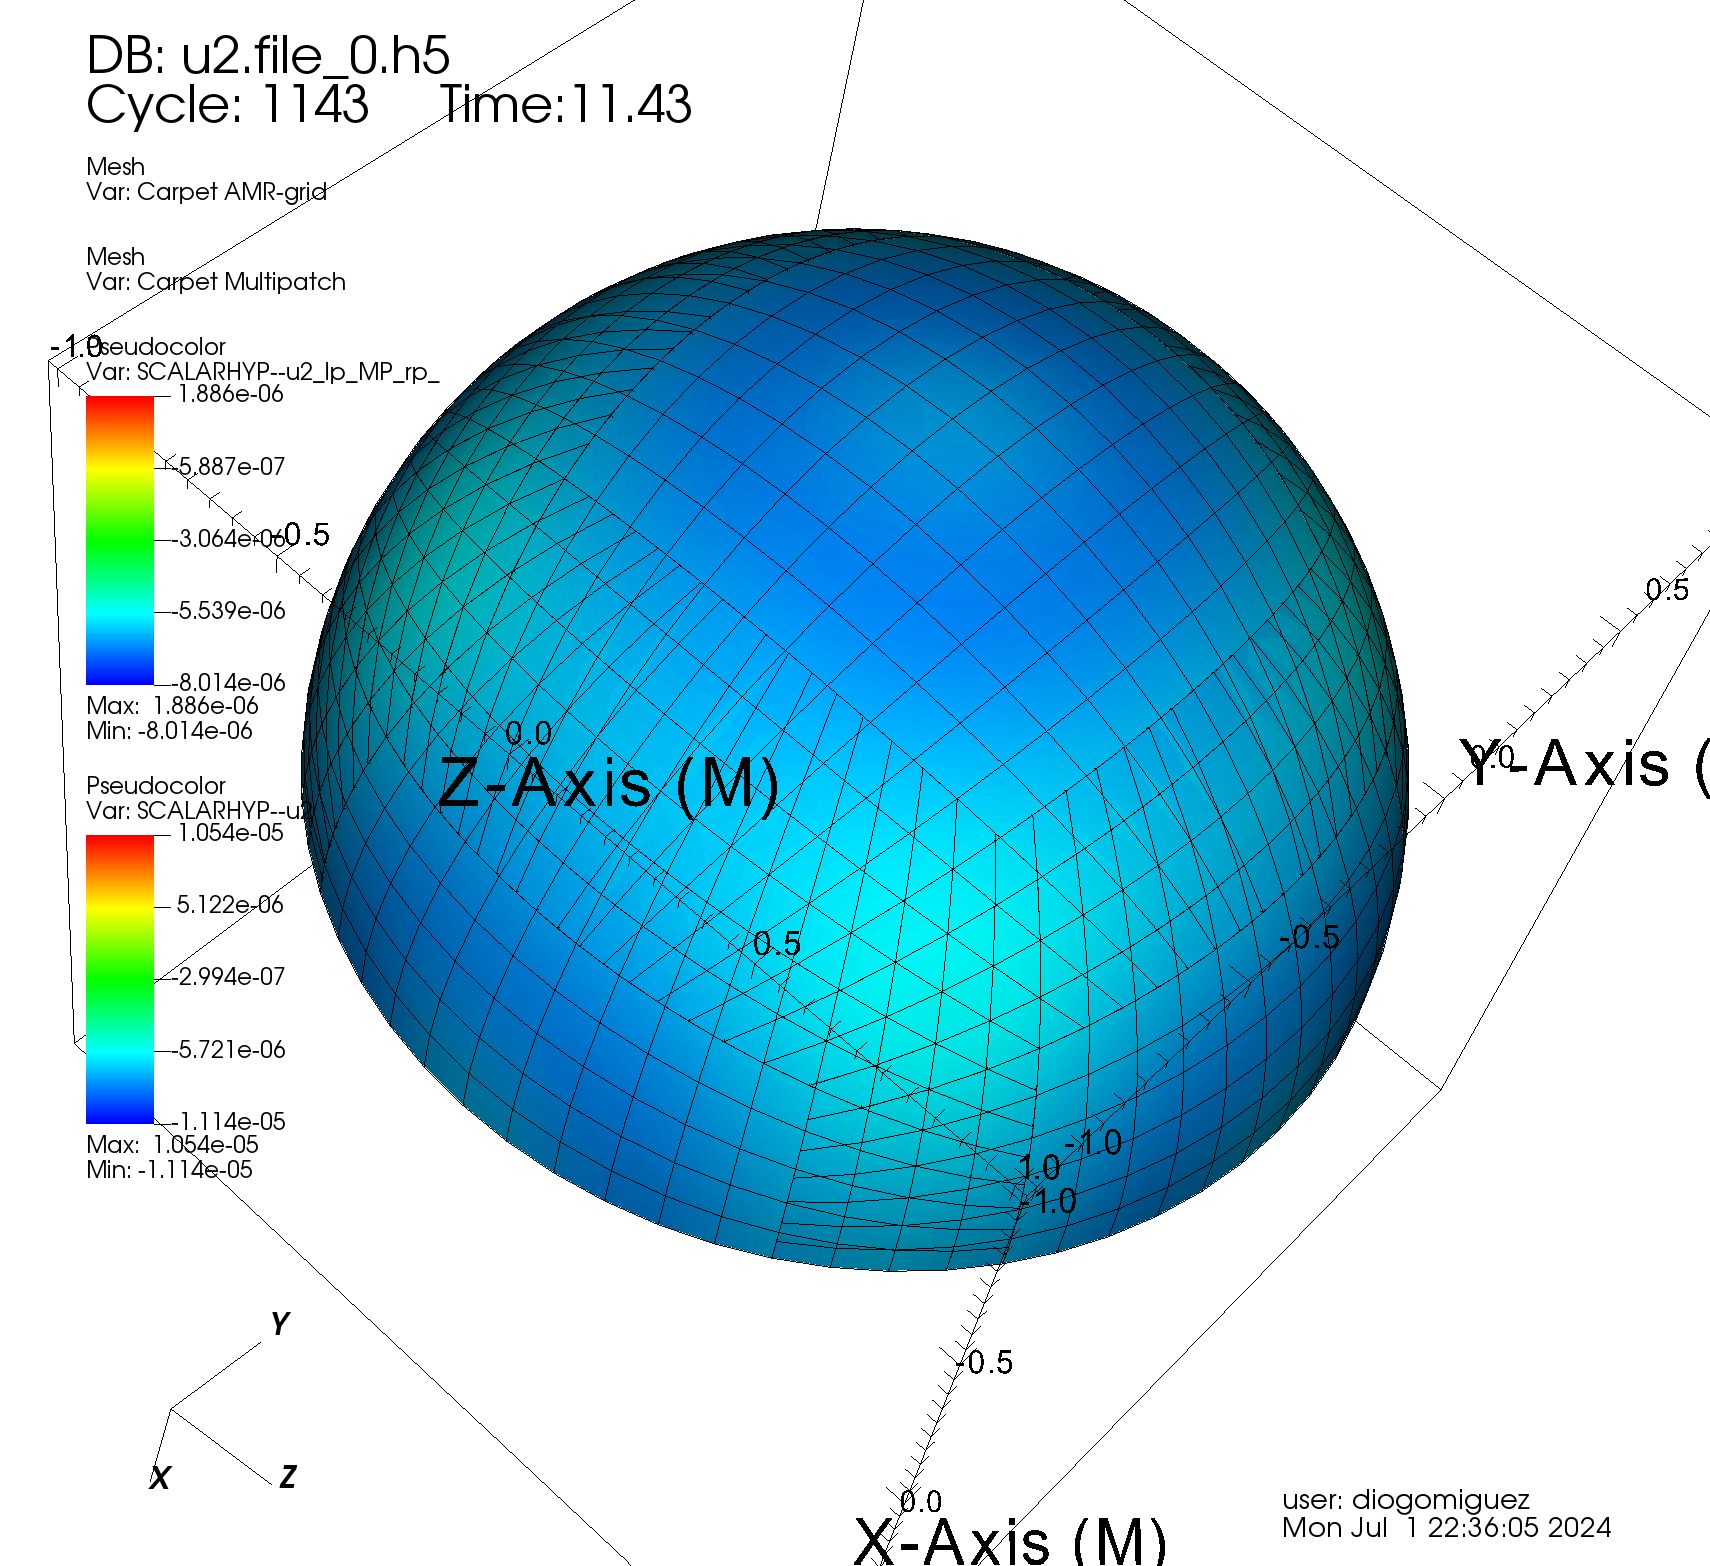 DB: u2.file_0.h5
Cycle: 1143 Time:11.43
Mesh
Var: Carpet AMR-grid
Mesh
Var: Carpet Multipatch
-1.0
Pseudocolor
Var: SCALARHYP--u2_lp_MP_rp_
1.886e-06
-5.887e-07
-3.064e-06
-5.539e-06
-8.014e-06
Max: 1.886e-06
Min: -8.014e-06
Pseudocolor
Var: SCALARHYP--u2
1.054e-05
5.122e-06
-2.994e-07
-5.721e-06
-1.114e-05
Max: 1.054e-05
Min: -1.114e-05
-0.5
0.0
Z-Axis (M)
0.5
1.0
0.5
0.0
Y-Axis (
-0.5
-1.0
-1.0
-0.5
0.0
X-Axis (M)
Y
X
Z
user: diogomiguez
Mon Jul 1 22:36:05 2024